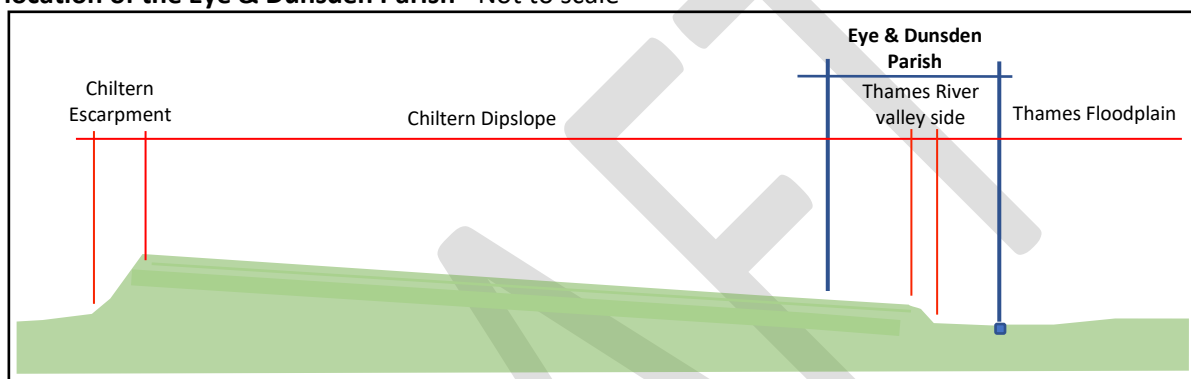 location of the Eye & Dunsden Parish - Not to scale
Eye & Dunsden
Parish
Chiltern
Escarpment
Chiltern Dipslope
Thames River
valley side
Thames Floodplain